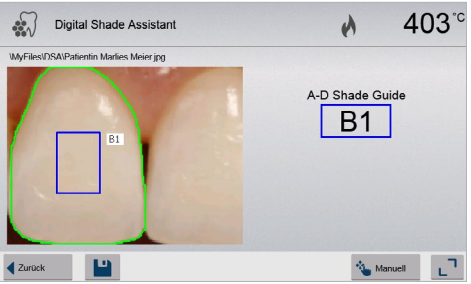 Digital Shade Assistant
403°C
\MyFiles\DSA\Patientin Marlies Meier.jpg
A-D Shade Guide
B1
B1
Zurück
Manuell